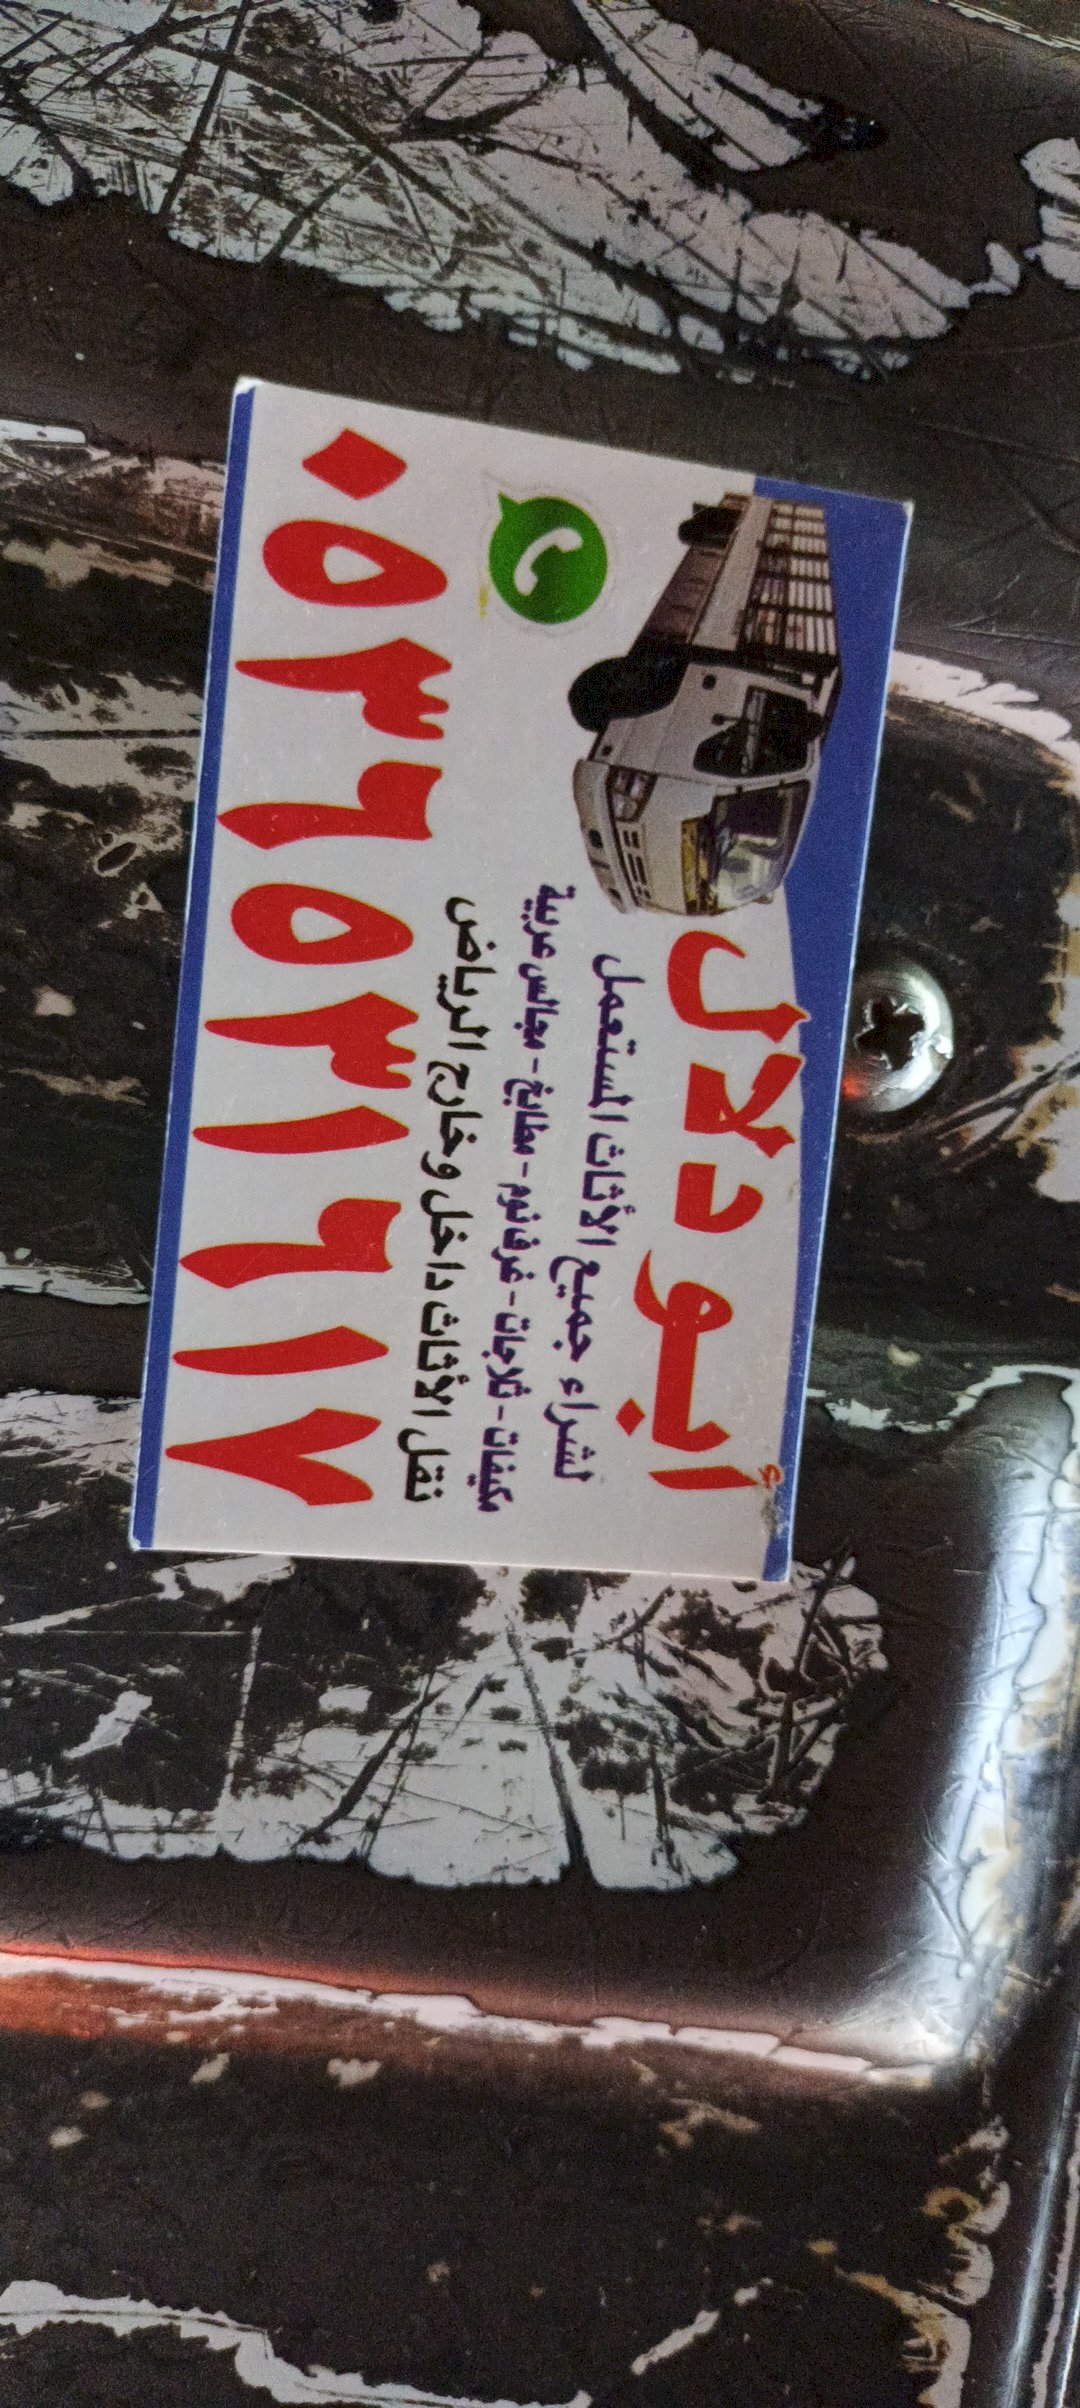 أبو دلال
لشراء جميع الأثاث المستعمل
مكيفات - ثلاجات - غرف نوم - مطابخ - مجالس عربية
نقل الأثاث داخل وخارج الرياض
٠٥٣٦٥٣١٦١٧